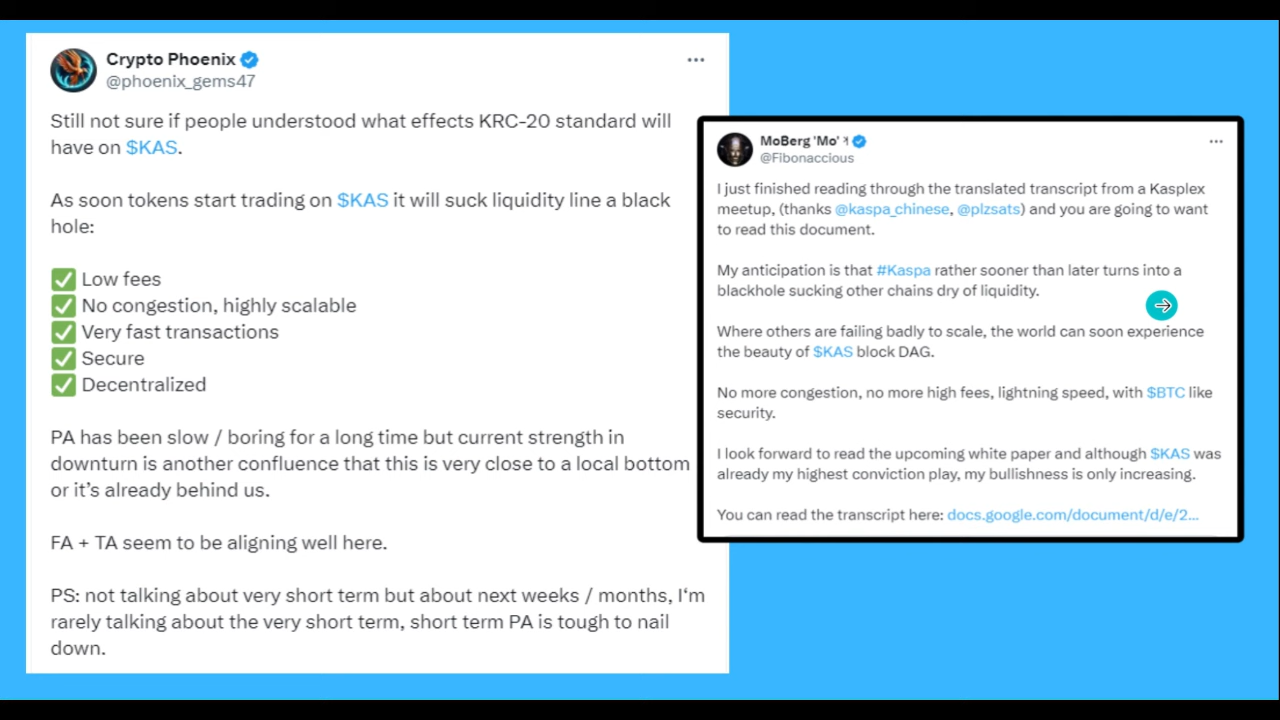 Crypto Phoenix
@phoenix_gems47
Still not sure if people understood what effects KRC-20 standard will
have on $KAS.
As soon tokens start trading on $KAS it will suck liquidity line a black
hole:
Low fees
No congestion, highly scalable
Very fast transactions
Secure
Decentralized
PA has been slow / boring for a long time but current strength in
downturn is another confluence that this is very close to a local bottom
or it's already behind us.
FA + TA seem to be aligning well here.
PS: not talking about very short term but about next weeks / months, I'm
rarely talking about the very short term, short term PA is tough to nail
down.
MoBerg 'Mo'
@Fibonaccious
I just finished reading through the translated transcript from a Kasplex
meetup, (thanks @kaspa_chinese, @plzsats) and you are going to want
to read this document.
My anticipation is that #Kaspa rather sooner than later turns into a
blackhole sucking other chains dry of liquidity.
Where others are failing badly to scale, the world can soon experience
the beauty of $KAS block DAG.
No more congestion, no more high fees, lightning speed, with $BTC like
security.
I look forward to read the upcoming white paper and although $KAS was
already my highest conviction play, my bullishness is only increasing.
You can read the transcript here: docs.google.com/document/d/e/2...